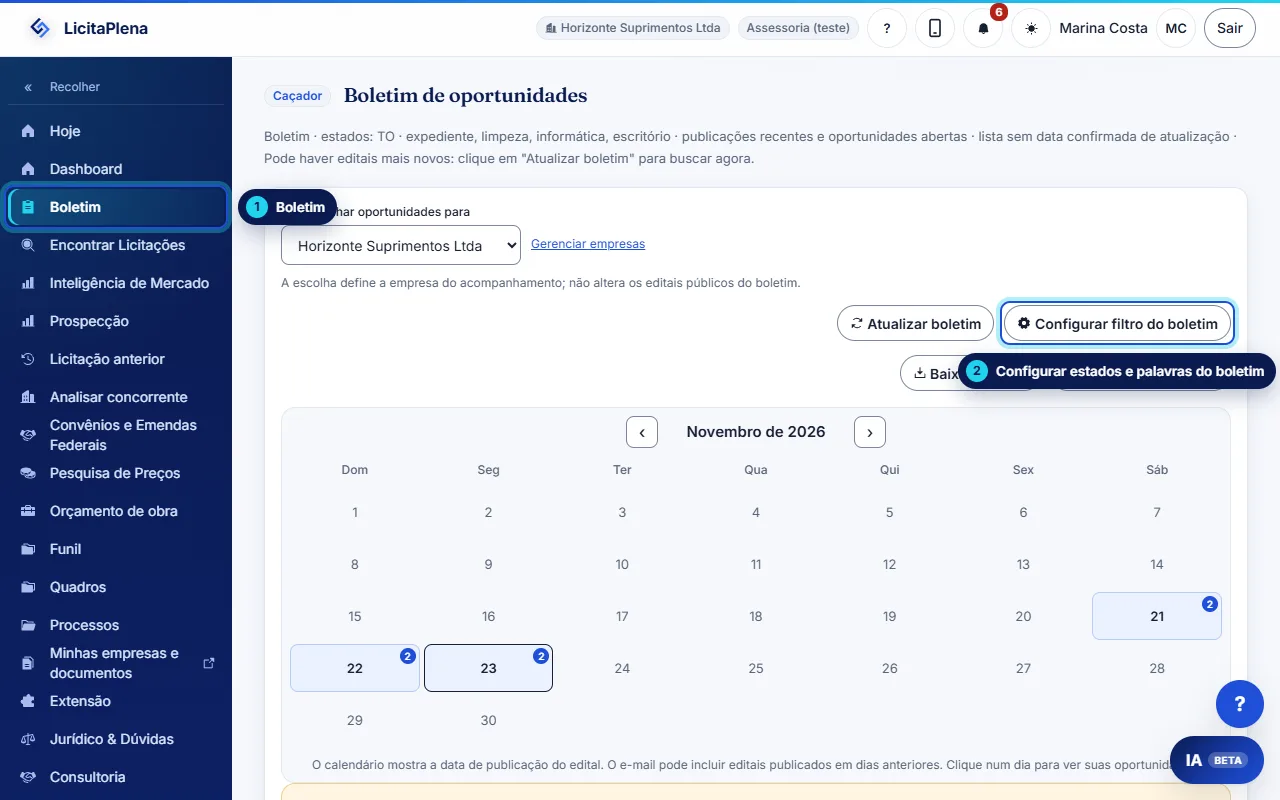 LicitaPlena
Horizonte Suprimentos Ltda
Assessoria (teste)
?
6
Marina Costa
MC
Sair
« Recolher
Hoje
Dashboard
Boletim
Encontrar Licitações
Inteligência de Mercado
Prospecção
Licitação anterior
Analisar concorrente
Convênios e Emendas
Federais
Pesquisa de Preços
Orçamento de obra
Funil
Quadros
Processos
Minhas empresas e
documentos
Extensão
Jurídico & Dúvidas
Consultoria
Caçador
Boletim de oportunidades
Boletim · estados: TO · expediente, limpeza, informática, escritório · publicações recentes e oportunidades abertas · lista sem data confirmada de atualização ·
Pode haver editais mais novos: clique em "Atualizar boletim" para buscar agora.
1 Boletim
oportunidades para
Horizonte Suprimentos Ltda
Gerenciar empresas
A escolha define a empresa do acompanhamento; não altera os editais públicos do boletim.
Atualizar boletim
Configurar filtro do boletim
Baix
2 Configurar estados e palavras do boletim
‹ Novembro de 2026 ›
Dom Seg Ter Qua Qui Sex Sáb
1 2 3 4 5 6 7
8 9 10 11 12 13 14
15 16 17 18 19 20 21 2
22 2 23 2 24 25 26 27 28
29 30
O calendário mostra a data de publicação do edital. O e-mail pode incluir editais publicados em dias anteriores. Clique num dia para ver suas
?
IA BETA